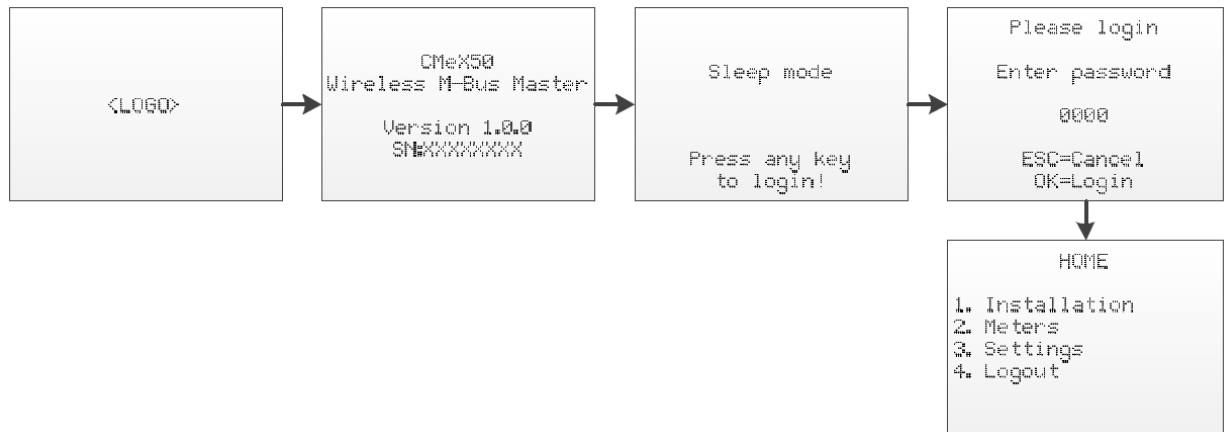 <LOGO>
CMeX50
Wireless M-Bus Master
Version 1.0.0
SN:XXXXXXXX
Sleep mode
Press any key
to login!
Please login
Enter password
0000
ESC=Cancel
OK=Login
HOME
1. Installation
2. Meters
3. Settings
4. Logout